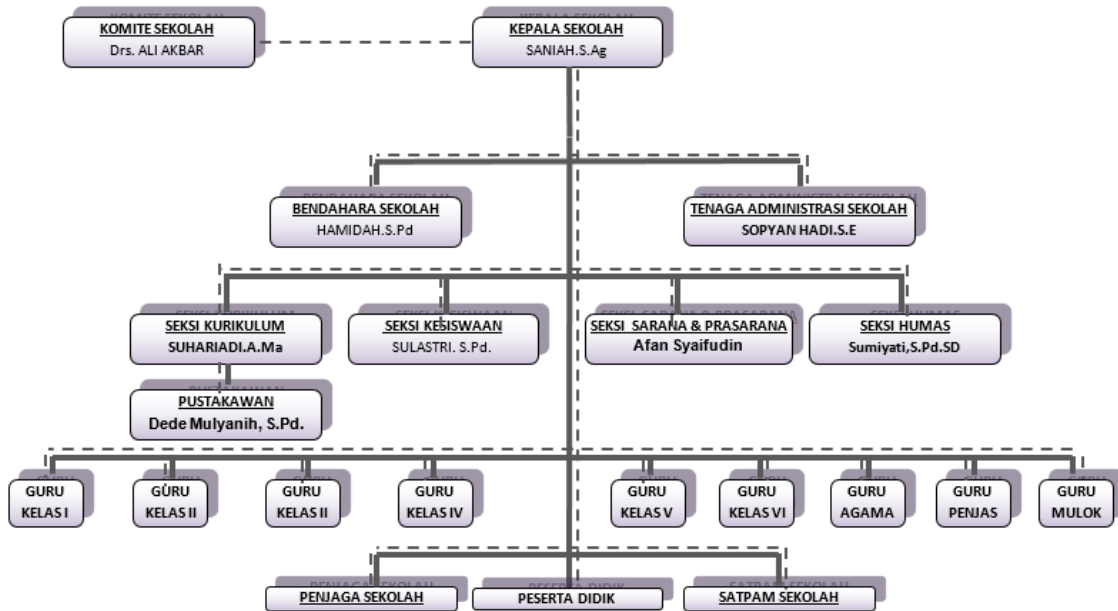 KOMITE SEKOLAH
Drs. ALI AKBAR
KEPALA SEKOLAH
SANIAH.S.Ag
BENDAHARA SEKOLAH
HAMIDAH.S.Pd
TENAGA ADMINISTRASI SEKOLAH
SOPYAN HADI.S.E
SEKSI KURIKULUM
SUHARIADI.A.Ma
SEKSI KESISWAAN
SULASTRI. S.Pd.
SEKSI SARANA & PRASARANA
Afan Syaifudin
SEKSI HUMAS
Sumiyati,S.Pd.SD
PUSTAKAWAN
Dede Mulyanih, S.Pd.
GURU
KELAS I
GURU
KELAS II
GURU
KELAS II
GURU
KELAS IV
GURU
KELAS V
GURU
KELAS VI
GURU
AGAMA
GURU
PENJAS
GURU
MULOK
PENJAGA SEKOLAH
PESERTA DIDIK
SATPAM SEKOLAH